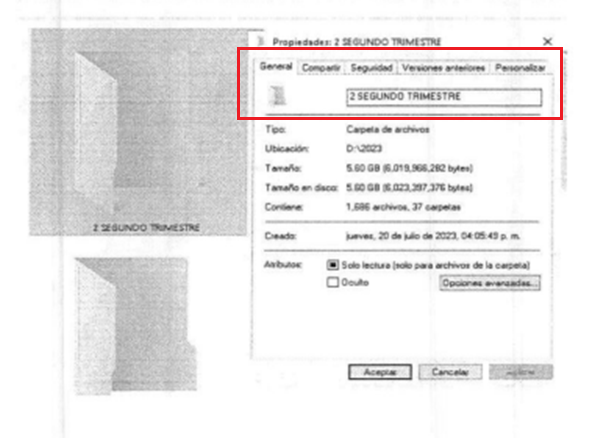 Propiedades: 2 SEGUNDO TRIMESTRE
General Compartir Seguridad Versiones anteriores Personalizar
2 SEGUNDO TRIMESTRE
Tipo: Carpeta de archivos
Ubicación: D:\2023
Tamaño: 5.60 GB (6,019,966,282 bytes)
Tamaño en disco: 5.60 GB (6,023,397,376 bytes)
Contiene: 1,686 archivos, 37 carpetas
Creado: jueves, 20 de julio de 2023, 04:05:49 p. m.
Atributos: Solo lectura (solo para archivos de la carpeta)
Oculto Opciones avanzadas...
2 SEGUNDO TRIMESTRE
Aceptar Cancelar